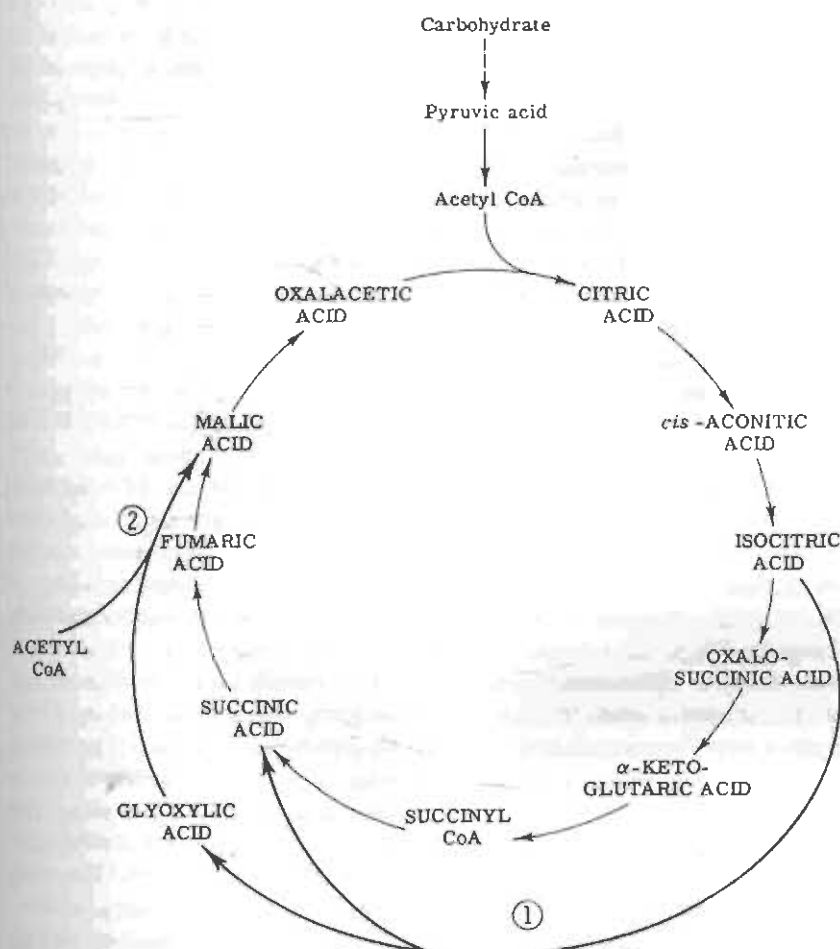 Carbohydrate
Pyruvic acid
Acetyl CoA
OXALACETIC
ACID
CITRIC
ACID
MALIC
ACID
cis-ACONITIC
ACID
②
FUMARIC
ACID
ISOCITRIC
ACID
ACETYL
CoA
OXALO-
SUCCINIC ACID
SUCCINIC
ACID
α-KETO-
GLUTARIC ACID
GLYOXYLIC
ACID
SUCCINYL
CoA
①